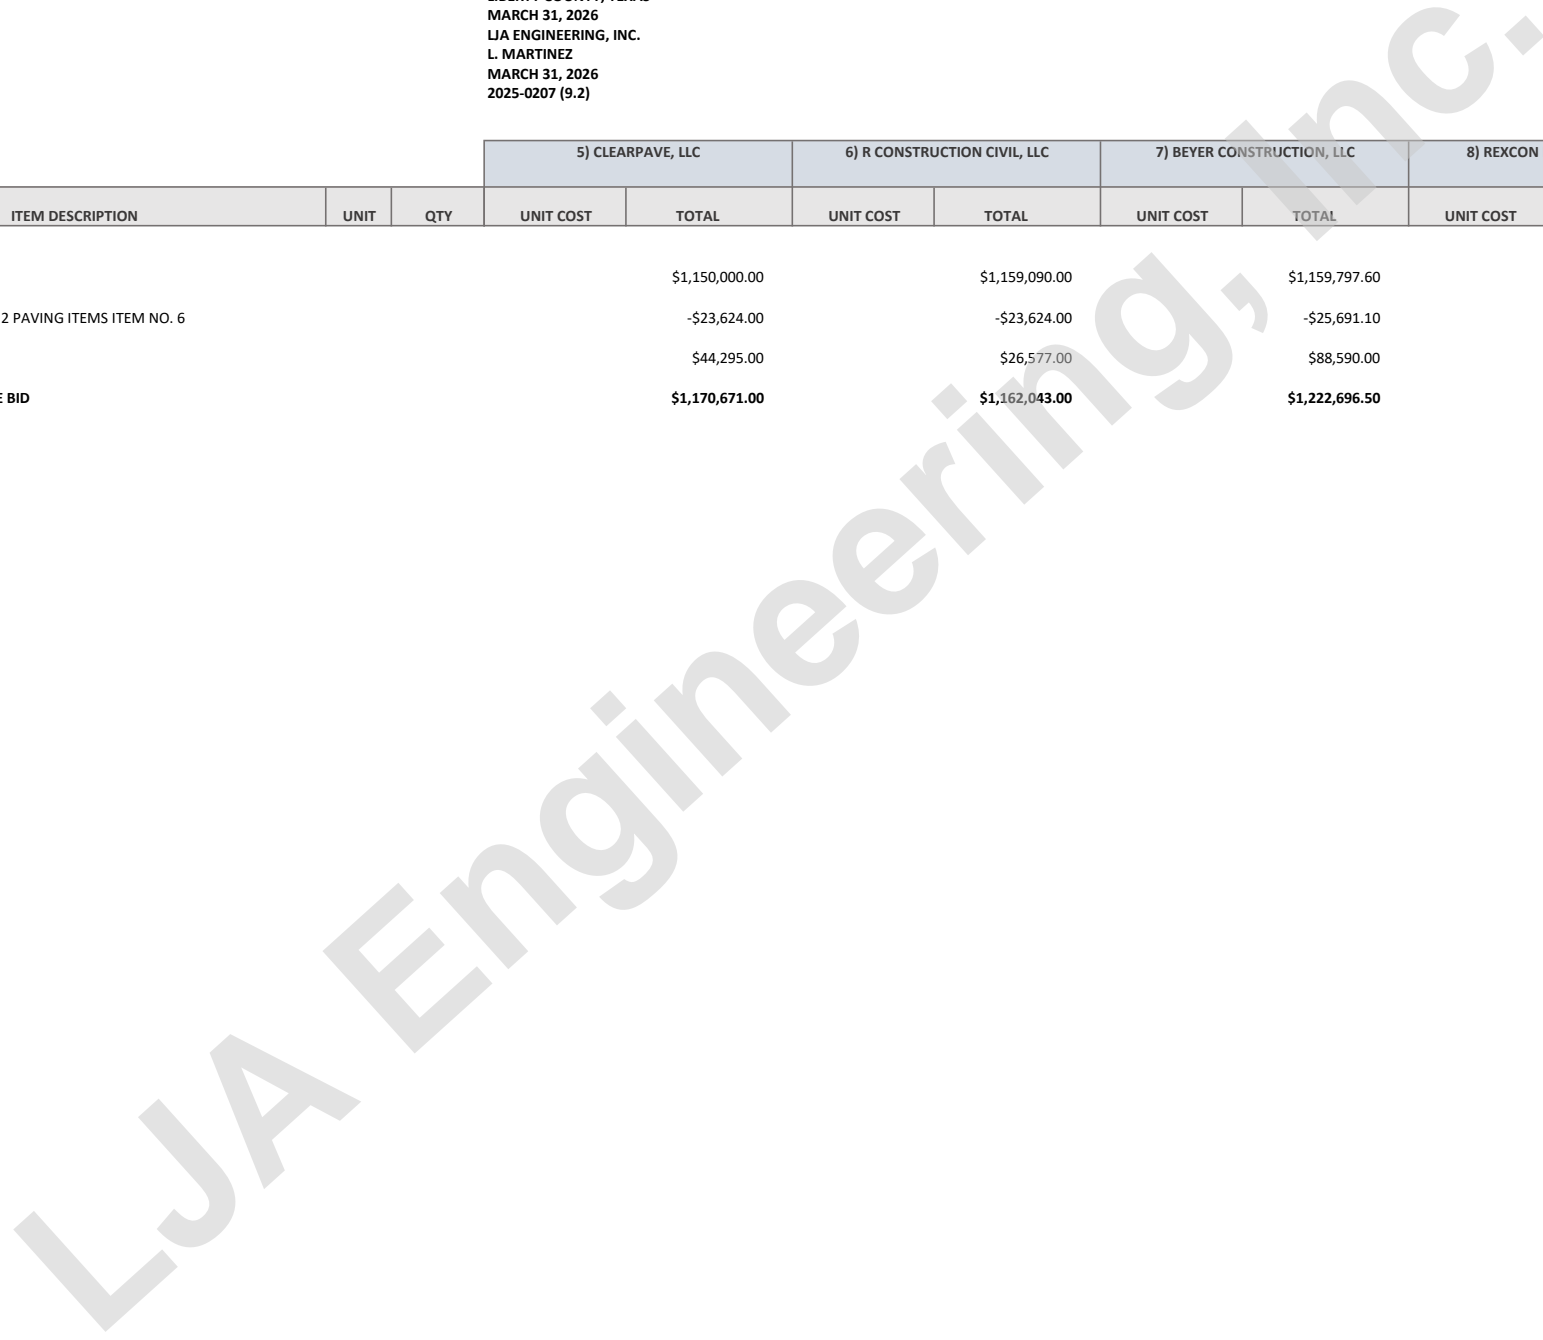 MARCH 31, 2026
LJA ENGINEERING, INC.
L. MARTINEZ
MARCH 31, 2026
2025-0207 (9.2)
5) CLEARPAVE, LLC 6) R CONSTRUCTION CIVIL, LLC 7) BEYER CONSTRUCTION, LLC 8) REXCON
ITEM DESCRIPTION UNIT QTY UNIT COST TOTAL UNIT COST TOTAL UNIT COST TOTAL UNIT COST
$1,150,000.00 $1,159,090.00 $1,159,797.60
2 PAVING ITEMS ITEM NO. 6 -$23,624.00 -$23,624.00 -$25,691.10
$44,295.00 $26,577.00 $88,590.00
E BID $1,170,671.00 $1,162,043.00 $1,222,696.50
LJA Engineering, Inc.